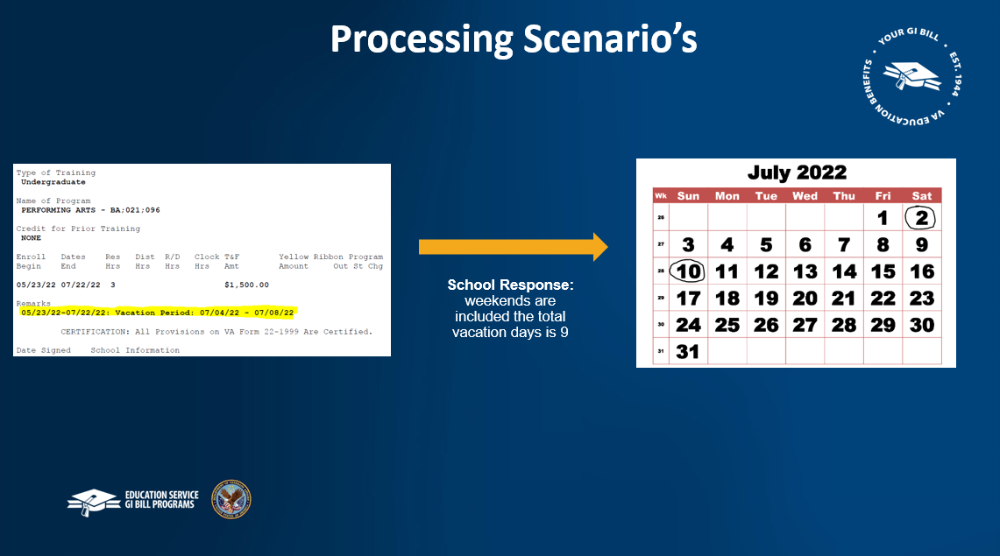 Processing Scenario's
YOUR GI BILL • EST. 1944 • VA EDUCATION BENEFITS •
Type of Training
Undergraduate
Name of Program
PERFORMING ARTS - BA;021;096
Credit for Prior Training
NONE
Enroll Dates Res Dist R/D Clock T&F Yellow Ribbon Program
Begin End Hrs Hrs Hrs Hrs Amt Amount Out St Chg
05/23/22 07/22/22 3 $1,500.00
Remarks
05/23/22-07/22/22: Vacation Period: 07/04/22 - 07/08/22
CERTIFICATION: All Provisions on VA Form 22-1999 Are Certified.
Date Signed School Information
School Response:
weekends are
included the total
vacation days is 9
July 2022
Wk Sun Mon Tue Wed Thu Fri Sat
26 1 2
27 3 4 5 6 7 8 9
28 10 11 12 13 14 15 16
29 17 18 19 20 21 22 23
30 24 25 26 27 28 29 30
31 31
EDUCATION SERVICE
GI BILL PROGRAMS